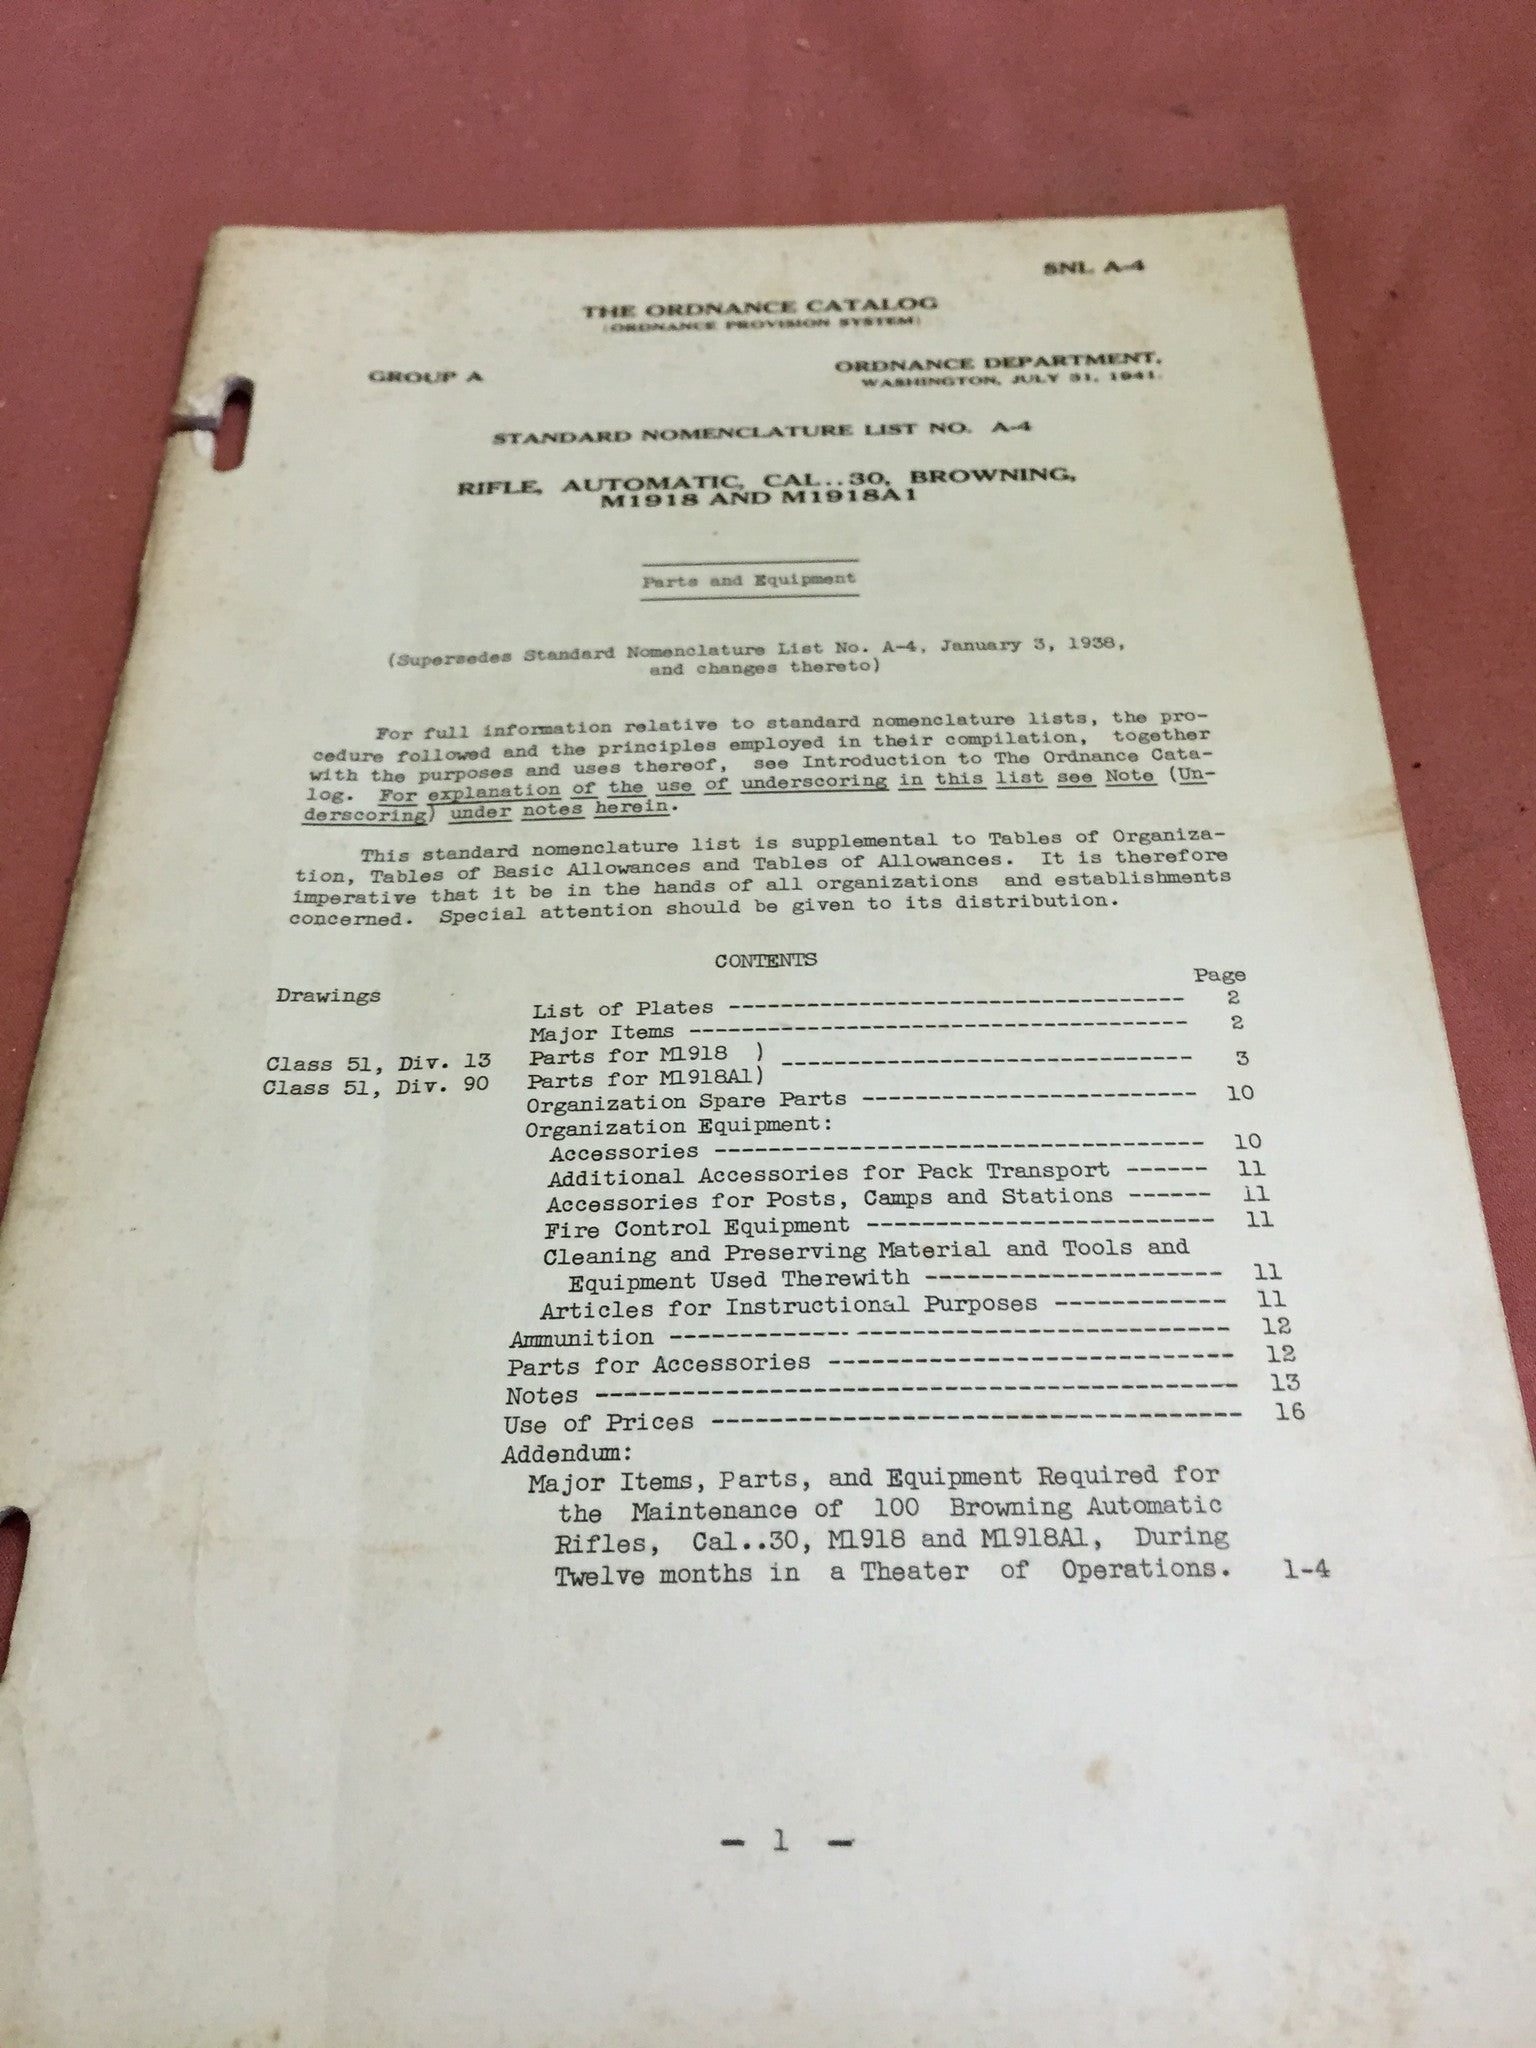 SNL A-4
THE ORDNANCE CATALOG
(ORDNANCE PROVISION SYSTEM)
GROUP A
ORDNANCE DEPARTMENT,
WASHINGTON, JULY 31, 1941.
STANDARD NOMENCLATURE LIST NO. A-4
RIFLE, AUTOMATIC, CAL..30, BROWNING,
M1918 AND M1918A1
Parts and Equipment
(Supersedes Standard Nomenclature List No. A-4, January 3, 1938,
and changes thereto)
For full information relative to standard nomenclature lists, the pro-
cedure followed and the principles employed in their compilation, together
with the purposes and uses thereof, see Introduction to The Ordnance Cata-
log. For explanation of the use of underscoring in this list see Note (Un-
derscoring) under notes herein.
This standard nomenclature list is supplemental to Tables of Organiza-
tion, Tables of Basic Allowances and Tables of Allowances. It is therefore
imperative that it be in the hands of all organizations and establishments
concerned. Special attention should be given to its distribution.
CONTENTS
Page
Drawings
List of Plates ----------------------------------- 2
Major Items -------------------------------------- 2
Class 51, Div. 13 Parts for M1918 ) -------------------------------- 3
Class 51, Div. 90 Parts for M1918A1)
Organization Spare Parts ------------------------- 10
Organization Equipment:
Accessories ------------------------------------ 10
Additional Accessories for Pack Transport ------ 11
Accessories for Posts, Camps and Stations ------ 11
Fire Control Equipment ------------------------- 11
Cleaning and Preserving Material and Tools and
Equipment Used Therewith --------------------- 11
Articles for Instructional Purposes ------------ 11
Ammunition --------------------------------------- 12
Parts for Accessories ---------------------------- 12
Notes -------------------------------------------- 13
Use of Prices ------------------------------------ 16
Addendum:
Major Items, Parts, and Equipment Required for
the Maintenance of 100 Browning Automatic
Rifles, Cal..30, M1918 and M1918A1, During
Twelve months in a Theater of Operations. 1-4
- 1 -